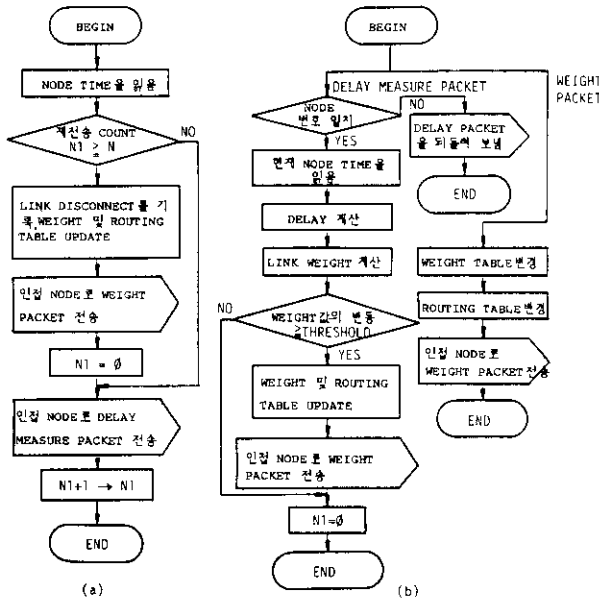 BEGIN
NODE TIME을 읽음
재전송 COUNT
N1 ≧ N
NO
LINK DISCONNECT를 기
록, WEIGHT 및 ROUTING
TABLE UPDATE
인접 NODE로 WEIGHT
PACKET 전송
N1 = Ø
인접 NODE로 DELAY
MEASURE PACKET 전송
N1+1 → N1
END
(a)
BEGIN
DELAY MEASURE PACKET
WEIGHT
PACKET
NODE
번호 일치
NO
YES
DELAY PACKET
을 되돌려 보냄
END
현재 NODE TIME을
읽음
DELAY 계산
LINK WEIGHT 계산
NO
WEIGHT값의 변동
≧THRESHOLD
YES
WEIGHT 및 ROUTING
TABLE UPDATE
인접 NODE로 WEIGHT
PACKET 전송
N1=Ø
END
WEIGHT TABLE변경
ROUTING TABLE변경
인접 NODE로
WEIGHT PACKET전송
END
(b)